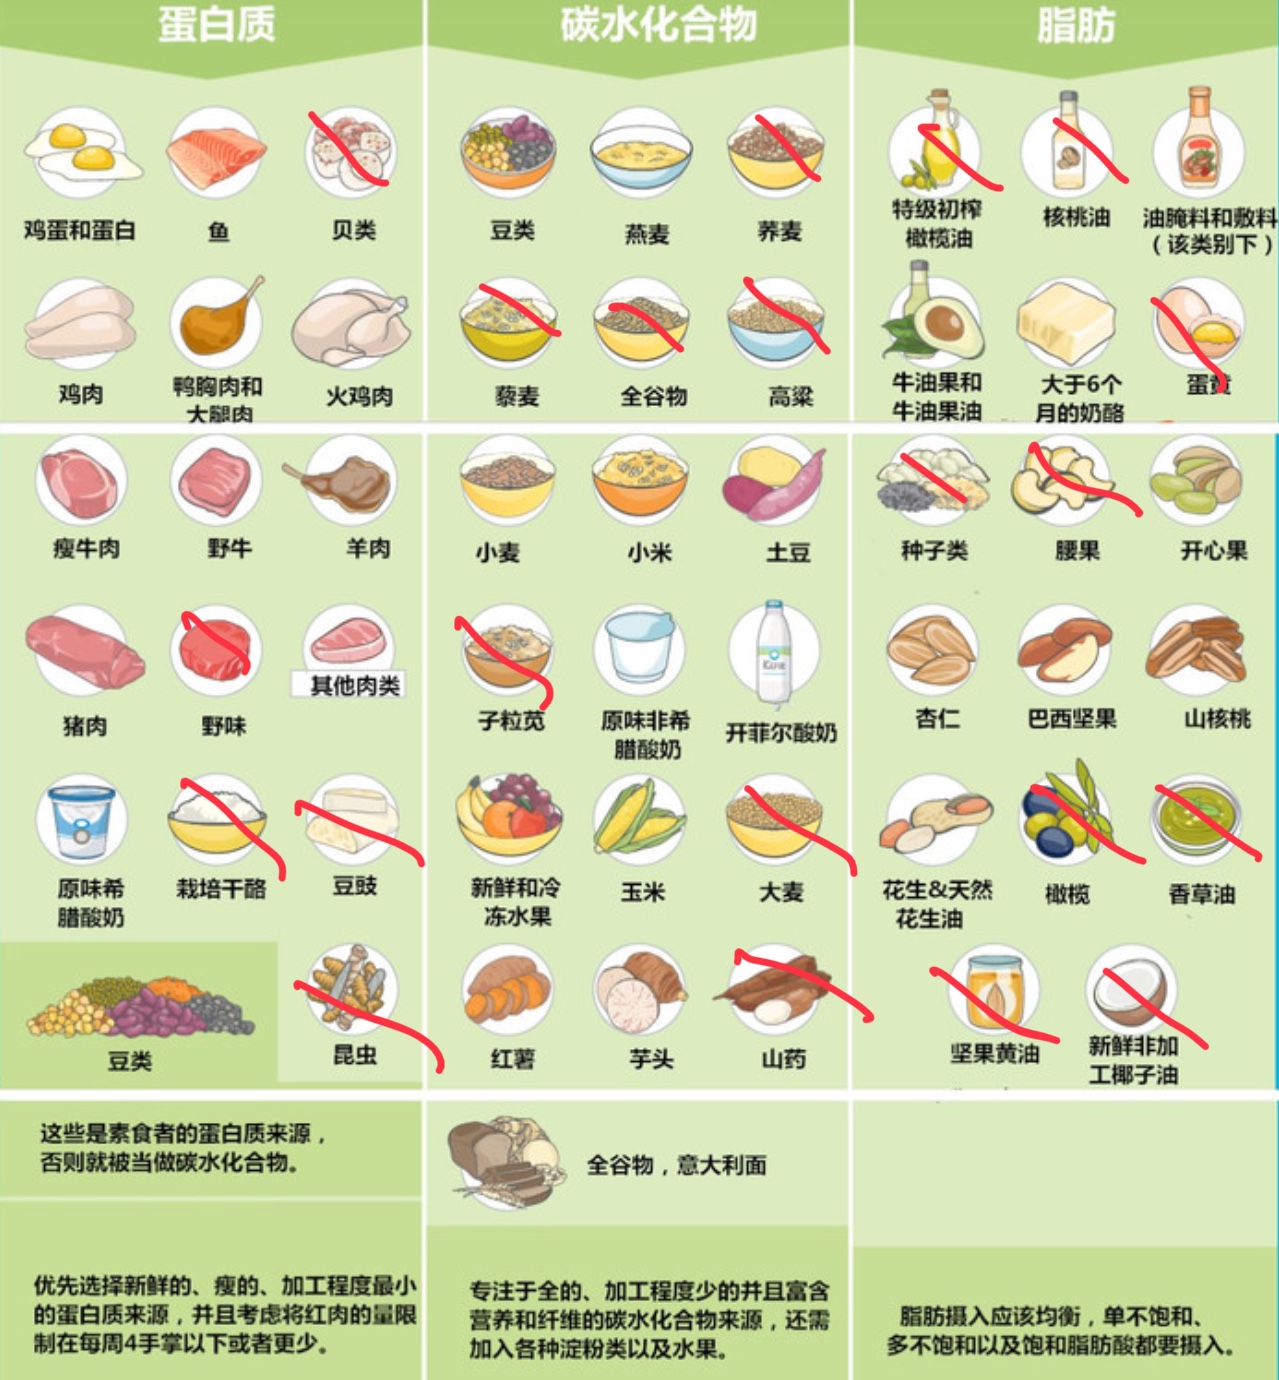 蛋白质
碳水化合物
脂肪
鸡蛋和蛋白
鱼
贝类
豆类
燕麦
荞麦
特级初榨
橄榄油
核桃油
油腌料和敷料
（该类别下）
鸡肉
鸭胸肉和
大腿肉
火鸡肉
藜麦
全谷物
高粱
牛油果和
牛油果油
大于6个
月的奶酪
蛋黄
瘦牛肉
野牛
羊肉
小麦
小米
土豆
种子类
腰果
开心果
猪肉
野味
其他肉类
子粒苋
原味非希
腊酸奶
开菲尔酸奶
杏仁
巴西坚果
山核桃
原味希
腊酸奶
栽培干酪
豆豉
新鲜和冷
冻水果
玉米
大麦
花生&天然
花生油
橄榄
香草油
豆类
昆虫
红薯
芋头
山药
坚果黄油
新鲜非加
工椰子油
这些是素食者的蛋白质来源，
否则就被当做碳水化合物。
全谷物，意大利面
优先选择新鲜的、瘦的、加工程度最小
的蛋白质来源，并且考虑将红肉的量限
制在每周4手掌以下或者更少。
专注于全的、加工程度少的并且富含
营养和纤维的碳水化合物来源，还需
加入各种淀粉类以及水果。
脂肪摄入应该均衡，单不饱和、
多不饱和以及饱和脂肪酸都要摄入。